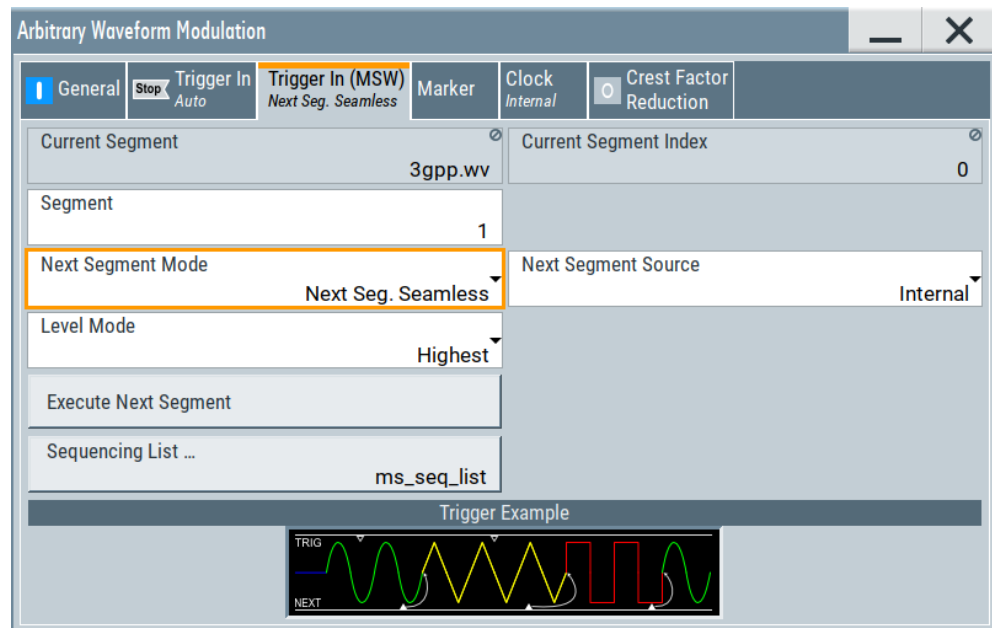 Arbitrary Waveform Modulation
General
Stop Trigger In
Auto
Trigger In (MSW)
Next Seg. Seamless
Marker
Clock
Internal
Crest Factor
Reduction
Current Segment
3gpp.wv
Current Segment Index
0
Segment
1
Next Segment Mode
Next Seg. Seamless
Next Segment Source
Internal
Level Mode
Highest
Execute Next Segment
Sequencing List ...
ms_seq_list
Trigger Example
TRIG
NEXT